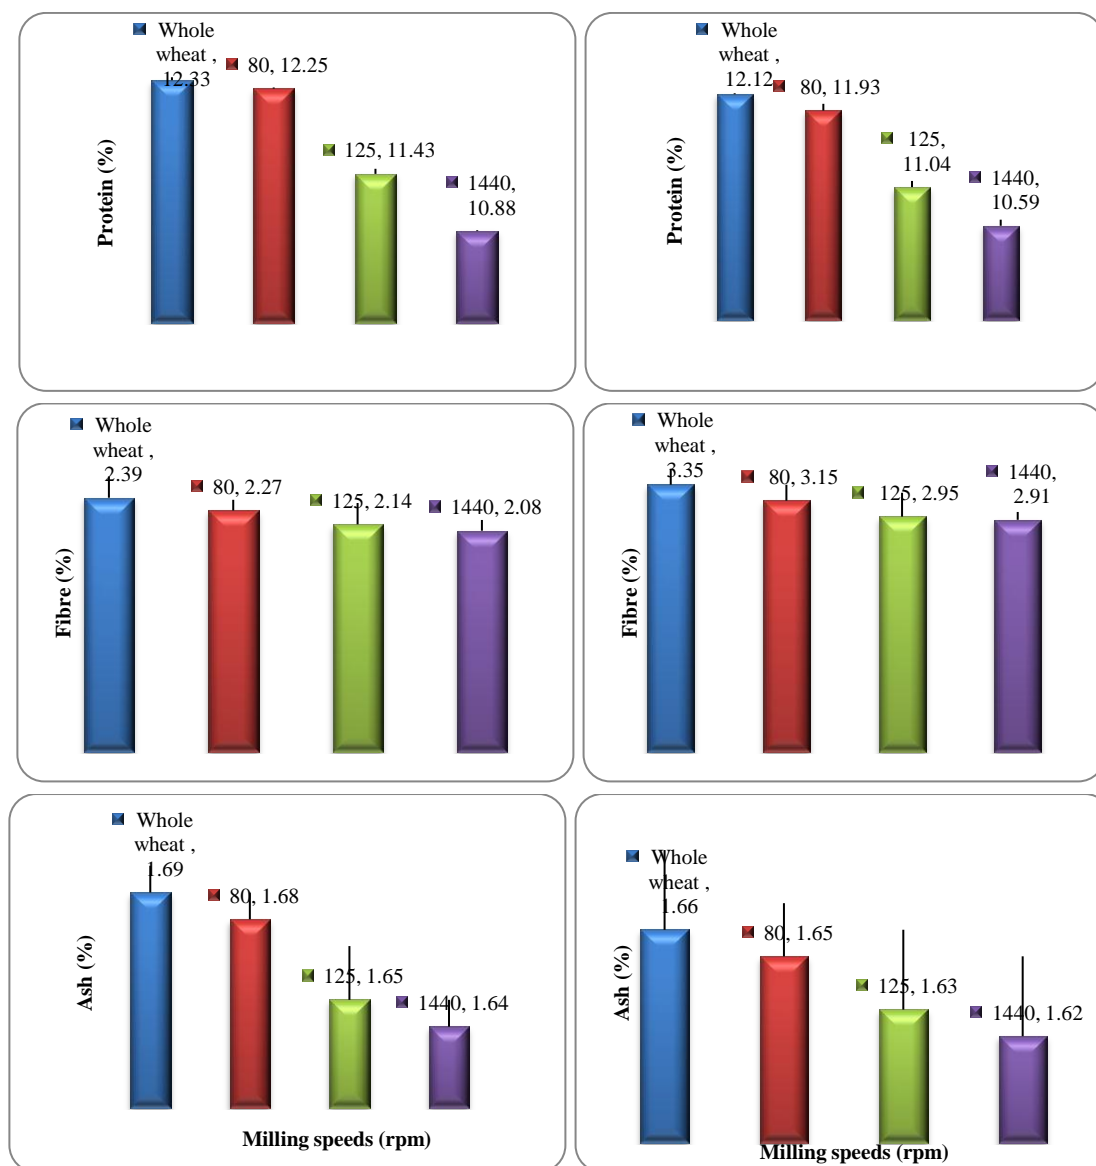 Whole
wheat ,
12.33
80, 12.25
125, 11.43
1440,
10.88
Protein (%)
Whole
wheat ,
12.12
80, 11.93
125,
11.04
1440,
10.59
Protein (%)
Whole
wheat ,
2.39
80, 2.27
125, 2.14
1440, 2.08
Fibre (%)
Whole
wheat ,
3.35
80, 3.15
125, 2.95
1440,
2.91
Fibre (%)
Whole
wheat ,
1.69
80, 1.68
125, 1.65
1440, 1.64
Ash (%)
Milling speeds (rpm)
Whole
wheat ,
1.66
80, 1.65
125, 1.63
1440, 1.62
Ash (%)
Milling speeds (rpm)